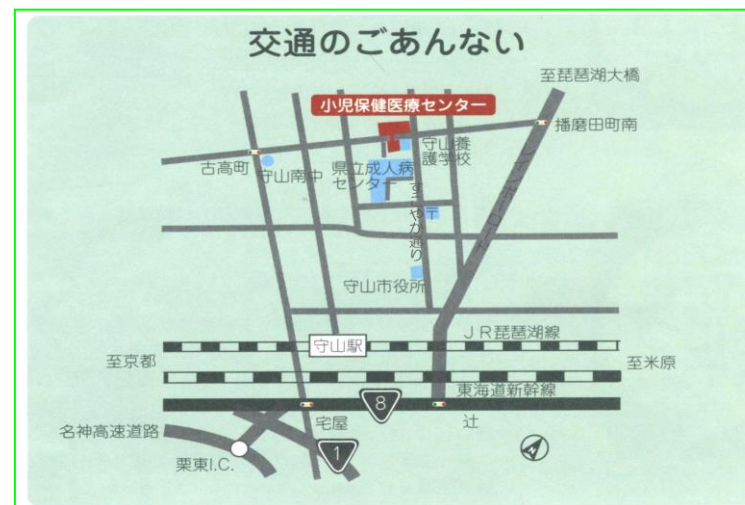 交通のごあんない
至琵琶湖大橋
小児保健医療センター
播磨田町南
古高町
守山南中
県立成人病
センター
守山養
護学校
すこやか通り
〒
守山市役所
JR琵琶湖線
守山駅
至京都
至米原
東海道新幹線
8
宅屋
辻
名神高速道路
1
栗東I.C.